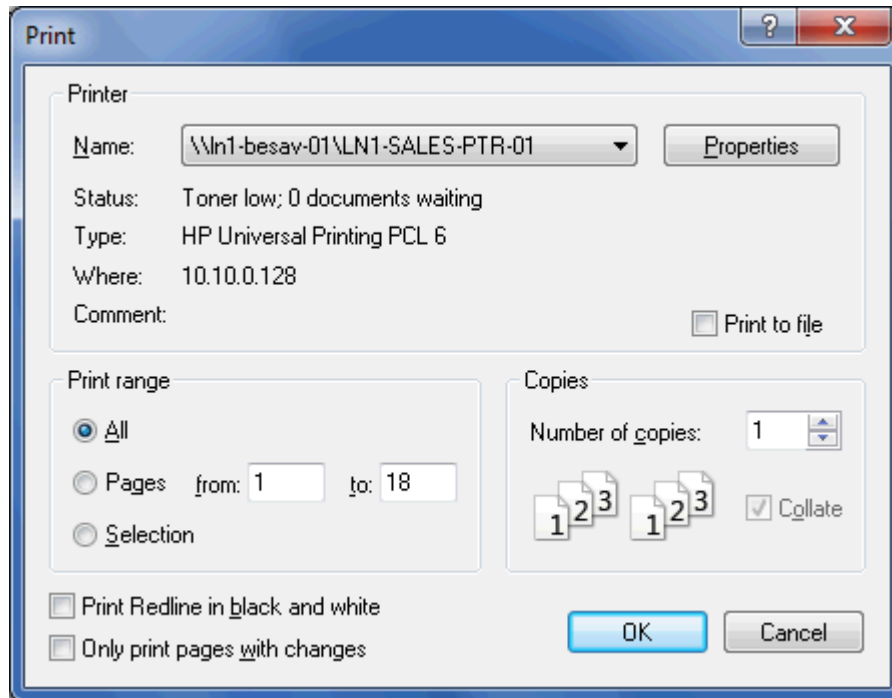 Print
?
X
Printer
Name: \\ln1-besav-01\LN1-SALES-PTR-01 Properties
Status: Toner low; 0 documents waiting
Type: HP Universal Printing PCL 6
Where: 10.10.0.128
Comment:
Print to file
Print range
All
Pages from: 1 to: 18
Selection
Copies
Number of copies: 1
1 2 3 1 2 3
Collate
Print Redline in black and white
Only print pages with changes
OK Cancel